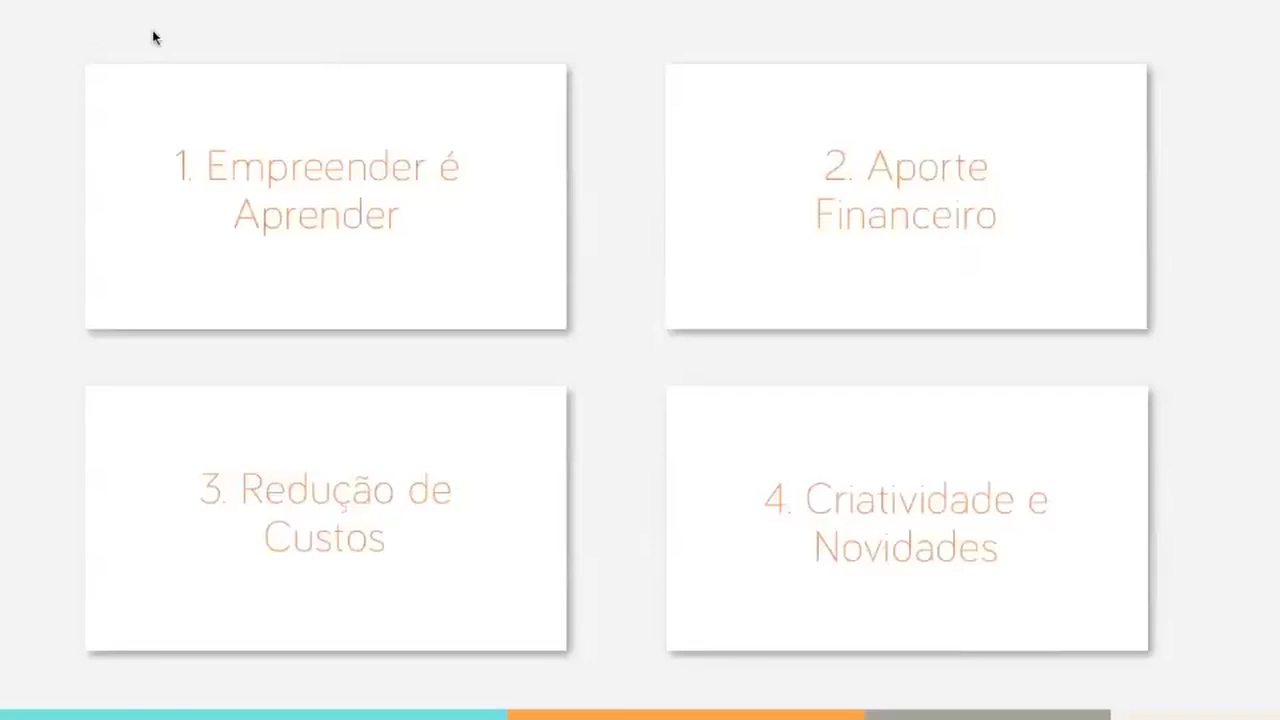 1. Empreender é
Aprender
2. Aporte
Financeiro
3. Redução de
Custos
4. Criatividade e
Novidades